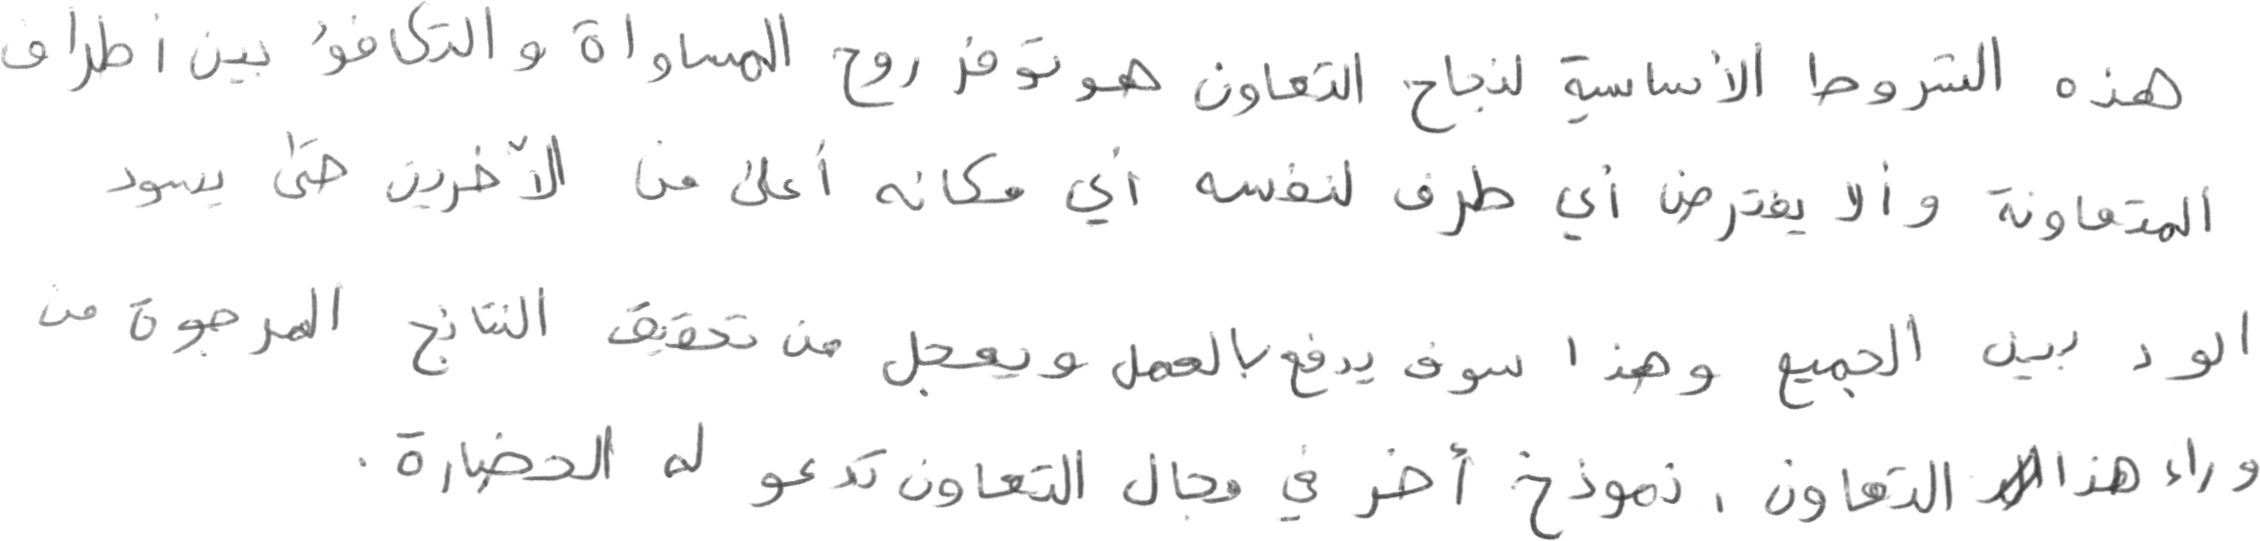 هذه الشروط الأساسية لنجاح التعاون هو توفر روح المساواة والتكافؤ بين أطراف
المتعاونة وألا يفترض أي طرف لنفسه أي مكانه أعلى من الآخرين حتى يسود
الود بين الجميع وهذا سوف يدفع بالعمل ويعجل من تحقيق النتائج المرجوة من
وراء هذا التعاون ، نموذج أخر في مجال التعاون تدعو له الحضارة .